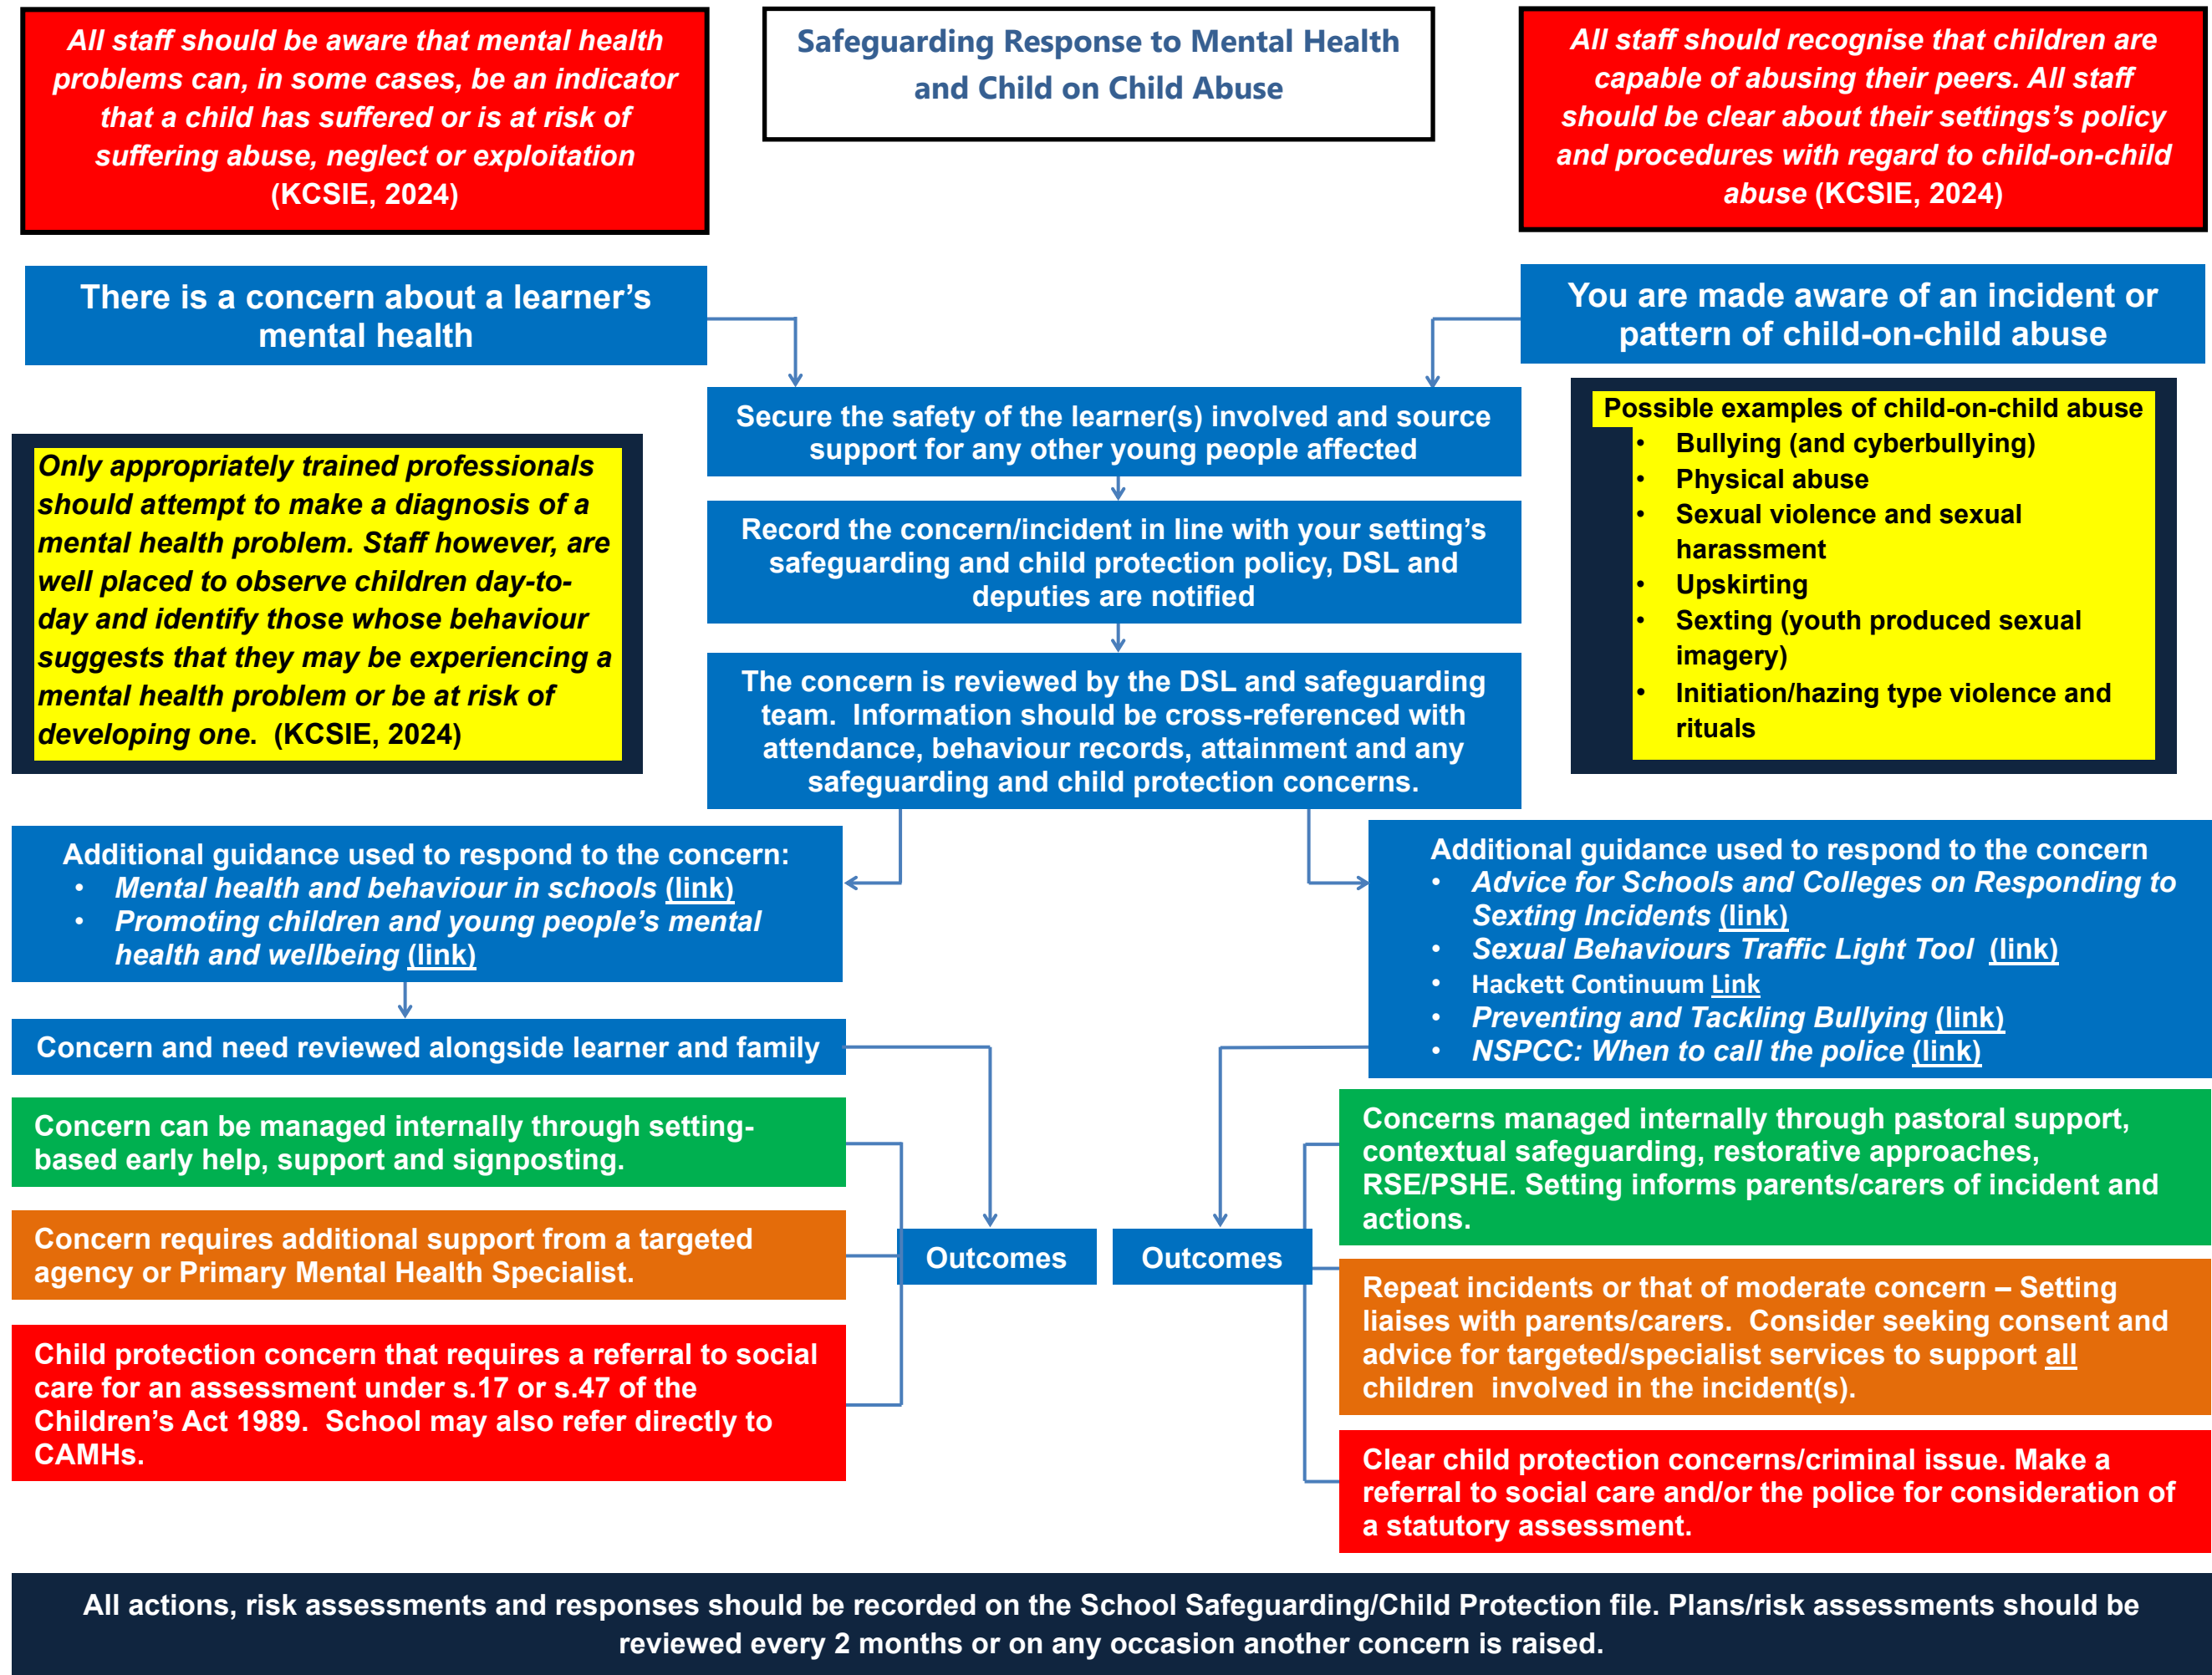 All staff should be aware that mental health
problems can, in some cases, be an indicator
that a child has suffered or is at risk of
suffering abuse, neglect or exploitation
(KCSIE, 2024)
Safeguarding Response to Mental Health
and Child on Child Abuse
All staff should recognise that children are
capable of abusing their peers. All staff
should be clear about their settings's policy
and procedures with regard to child-on-child
abuse (KCSIE, 2024)
There is a concern about a learner’s
mental health
You are made aware of an incident or
pattern of child-on-child abuse
Secure the safety of the learner(s) involved and source
support for any other young people affected
Only appropriately trained professionals
should attempt to make a diagnosis of a
mental health problem. Staff however, are
well placed to observe children day-to-
day and identify those whose behaviour
suggests that they may be experiencing a
mental health problem or be at risk of
developing one.  (KCSIE, 2024)
Record the concern/incident in line with your setting’s
safeguarding and child protection policy, DSL and
deputies are notified
Possible examples of child-on-child abuse
• Bullying (and cyberbullying)
• Physical abuse
• Sexual violence and sexual
harassment
• Upskirting
• Sexting (youth produced sexual
imagery)
• Initiation/hazing type violence and
rituals
The concern is reviewed by the DSL and safeguarding
team.  Information should be cross-referenced with
attendance, behaviour records, attainment and any
safeguarding and child protection concerns.
Additional guidance used to respond to the concern:
• Mental health and behaviour in schools (link)
• Promoting children and young people’s mental
health and wellbeing (link)
Additional guidance used to respond to the concern
• Advice for Schools and Colleges on Responding to
Sexting Incidents (link)
• Sexual Behaviours Traffic Light Tool  (link)
• Hackett Continuum Link
• Preventing and Tackling Bullying (link)
• NSPCC: When to call the police (link)
Concern and need reviewed alongside learner and family
Concern can be managed internally through setting-
based early help, support and signposting.
Concern requires additional support from a targeted
agency or Primary Mental Health Specialist.
Child protection concern that requires a referral to social
care for an assessment under s.17 or s.47 of the
Children’s Act 1989.  School may also refer directly to
CAMHs.
Outcomes
Outcomes
Concerns managed internally through pastoral support,
contextual safeguarding, restorative approaches,
RSE/PSHE. Setting informs parents/carers of incident and
actions.
Repeat incidents or that of moderate concern – Setting
liaises with parents/carers.  Consider seeking consent and
advice for targeted/specialist services to support all
children  involved in the incident(s).
Clear child protection concerns/criminal issue. Make a
referral to social care and/or the police for consideration of
a statutory assessment.
All actions, risk assessments and responses should be recorded on the School Safeguarding/Child Protection file. Plans/risk assessments should be
reviewed every 2 months or on any occasion another concern is raised.